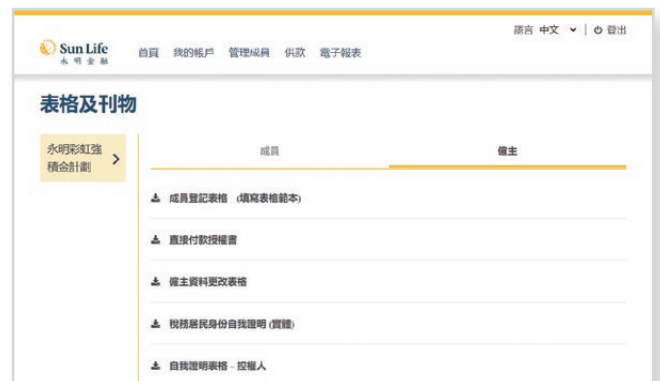 語言 中文 | 登出
Sun Life
永明金融
首頁 我的帳戶 管理成員 供款 電子報表
表格及刊物
永明彩虹強
積金計劃
成員 僱主
成員登記表格 (填寫表格範本)
直接付款授權書
僱主資料更改表格
稅務居民身份自我證明 (實體)
自我證明表格 – 控權人